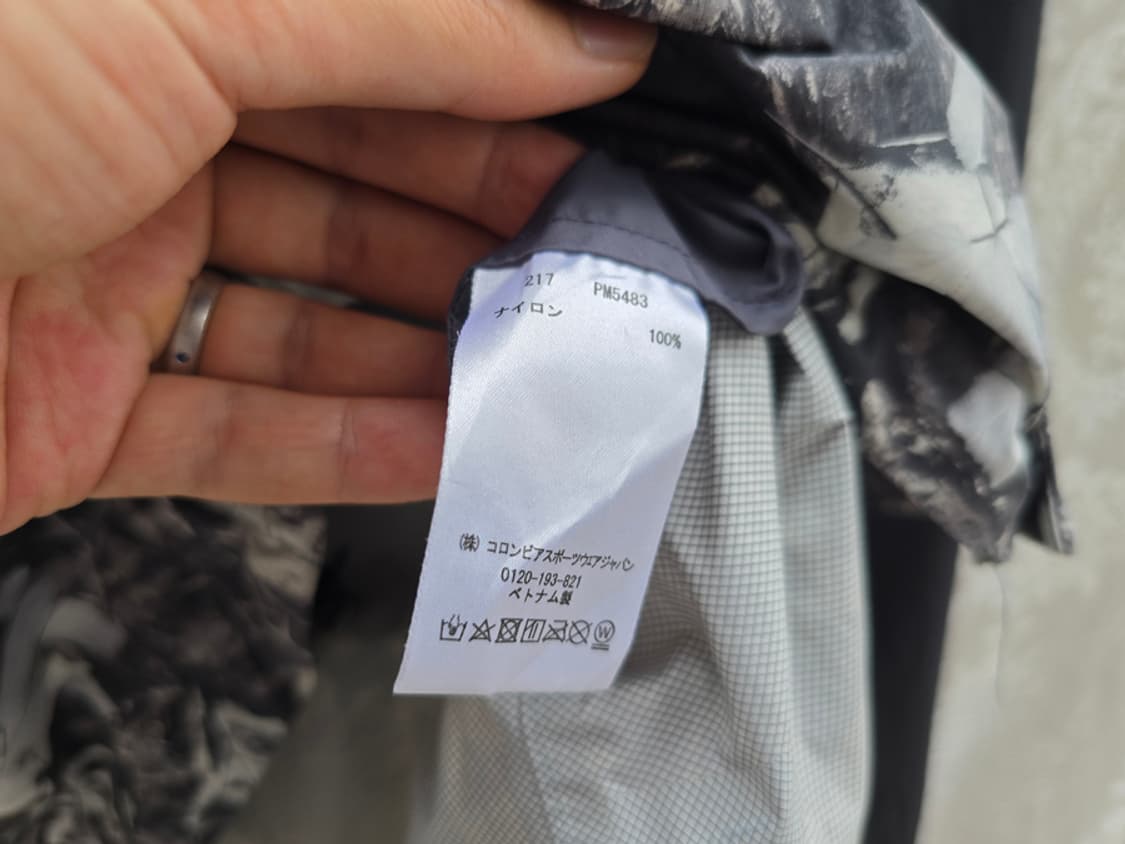 217 PM5483
ナイロン
100%
(株) コロンビアスポーツウェアジャパン
0120-193-821
ベトナム製
W